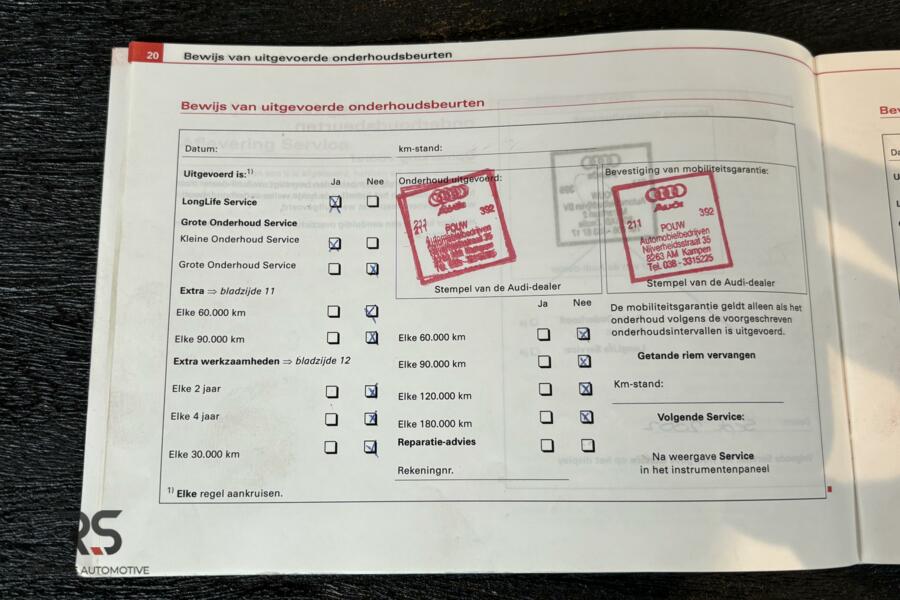 20 Bewijs van uitgevoerde onderhoudsbeurten
Bewijs van uitgevoerde onderhoudsbeurten
Datum: km-stand:
Uitgevoerd is:1)
Ja Nee
LongLife Service
Grote Onderhoud Service
Kleine Onderhoud Service
Grote Onderhoud Service
Extra ⇒ bladzijde 11
Elke 60.000 km
Elke 90.000 km
Extra werkzaamheden ⇒ bladzijde 12
Elke 2 jaar
Elke 4 jaar
Elke 30.000 km
1) Elke regel aankruisen.
Onderhoud uitgevoerd:
Audi
211 392
POUW
Automobielbedrijven
Stempel van de Audi-dealer
Ja Nee
Elke 60.000 km
Elke 90.000 km
Elke 120.000 km
Elke 180.000 km
Reparatie-advies
Rekeningnr.
Bevestiging van mobiliteitsgarantie:
Audi
211 392
POUW
Automobielbedrijven
Nijverheidsstraat 35
8263 AM Kampen
Tel. 038 - 3315225
Stempel van de Audi-dealer
De mobiliteitsgarantie geldt alleen als het
onderhoud volgens de voorgeschreven
onderhoudsintervallen is uitgevoerd.
Getande riem vervangen
Km-stand:
Volgende Service:
Na weergave Service
in het instrumentenpaneel
RS
AUTOMOTIVE